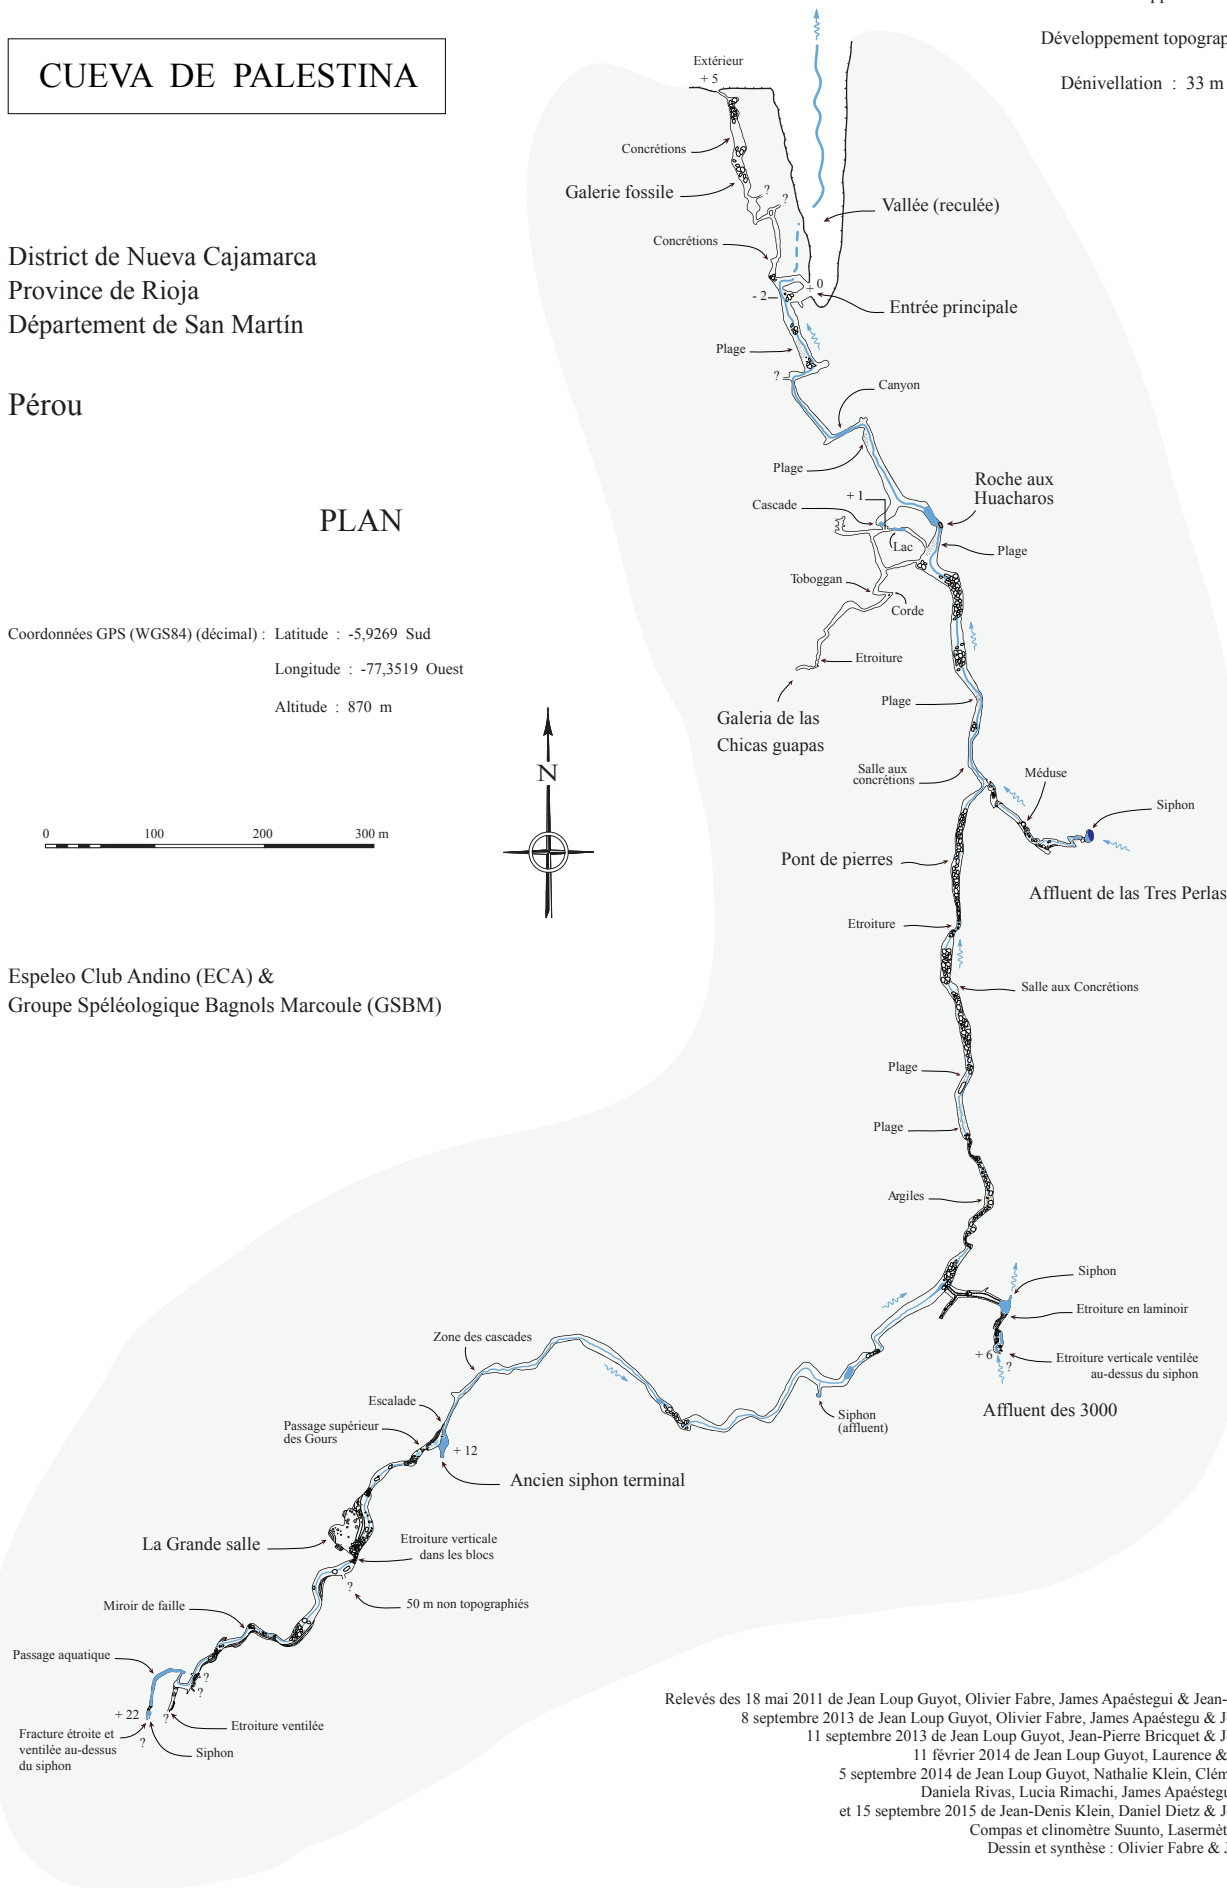 CUEVA DE PALESTINA
Développement topograp
Dénivellation : 33 m
District de Nueva Cajamarca
Province de Rioja
Département de San Martín
Pérou
PLAN
Coordonnées GPS (WGS84) (décimal) : Latitude : -5,9269 Sud
Longitude : -77,3519 Ouest
Altitude : 870 m
0 100 200 300 m
N
Espeleo Club Andino (ECA) &
Groupe Spéléologique Bagnols Marcoule (GSBM)
Extérieur
+ 5
Concrétions
Galerie fossile
?
?
Vallée (reculée)
Concrétions
+ 0
- 2
Entrée principale
Plage
?
Canyon
Plage
Roche aux
Huacharos
+ 1
Cascade
Lac
Plage
Toboggan
Corde
Etroiture
Plage
Galeria de las
Chicas guapas
Salle aux
concrétions
Méduse
Siphon
Pont de pierres
Affluent de las Tres Perlas
Etroiture
Salle aux Concrétions
Plage
Plage
Argiles
Siphon
Etroiture en laminoir
+ 6
?
Etroiture verticale ventilée
au-dessus du siphon
Affluent des 3000
Zone des cascades
Escalade
Passage supérieur
des Gours
Siphon
(affluent)
+ 12
Ancien siphon terminal
La Grande salle
Etroiture verticale
dans les blocs
?
50 m non topographiés
Miroir de faille
Passage aquatique
?
?
+ 22
?
Etroiture ventilée
Fracture étroite et
ventilée au-dessus
du siphon
?
Siphon
Relevés des 18 mai 2011 de Jean Loup Guyot, Olivier Fabre, James Apaéstegui & Jean-
8 septembre 2013 de Jean Loup Guyot, Olivier Fabre, James Apaéstegu & J
11 septembre 2013 de Jean Loup Guyot, Jean-Pierre Bricquet & J
11 février 2014 de Jean Loup Guyot, Laurence &
5 septembre 2014 de Jean Loup Guyot, Nathalie Klein, Clém
Daniela Rivas, Lucia Rimachi, James Apaéstegu
et 15 septembre 2015 de Jean-Denis Klein, Daniel Dietz & J
Compas et clinomètre Suunto, Lasermèt
Dessin et synthèse : Olivier Fabre & J